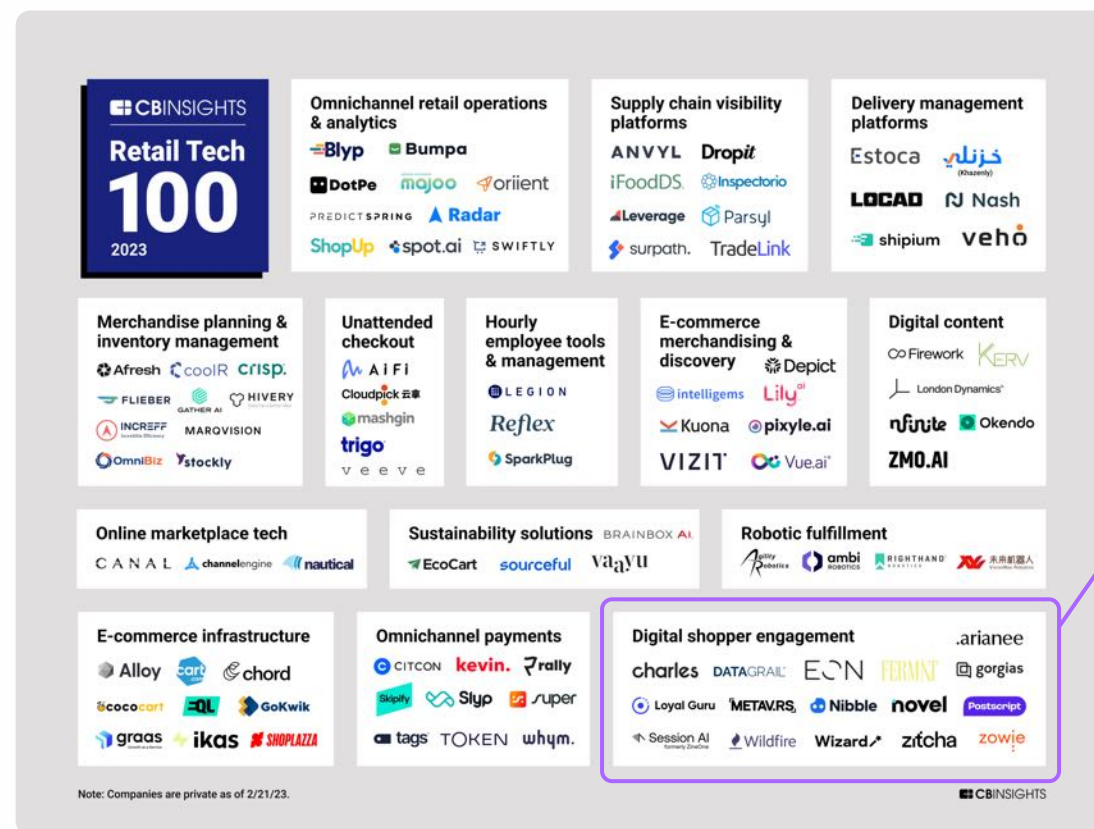 CBINSIGHTS
Retail Tech
100
2023
Omnichannel retail operations
& analytics
Blyp Bumpa
DotPe majoo oriient
PREDICTSPRING Radar
ShopUp spot.ai SWIFTLY
Supply chain visibility
platforms
ANVYL Dropit
iFoodDS Inspectorio
Leverage Parsyl
surpath. TradeLink
Delivery management
platforms
Estoca خزنلي
(Khazenly)
LOCAD Nash
shipium veho
Merchandise planning &
inventory management
Afresh coolR CRISP.
FLIEBER GATHER AI HIVERY
INCREFF MARQVISION
Incredible Efficiency
OmniBiz stockly
Unattended
checkout
AiFi
Cloudpick 云拿
mashgin
trigo
veeve
Hourly
employee tools
& management
LEGION
Reflex
SparkPlug
E-commerce
merchandising &
discovery Depict
intelligems Lily ai
Kuona pixyle.ai
VIZIT Vue.ai
Digital content
Firework KERV
London Dynamics
nfinite Okendo
ZMO.AI
Online marketplace tech
CANAL channelengine nautical
Sustainability solutions BRAINBOX AI
EcoCart sourceful vaayu
Robotic fulfillment
Agility Robotics ambi ROBOTICS RIGHTHAND ROBOTICS 未来机器人
E-commerce infrastructure
Alloy cart.com chord
cococart QL GoKwik
graas ikas SHOPLAZZA
Omnichannel payments
CITCON kevin. rally
Skipify Slyp super
tags TOKEN whym.
Digital shopper engagement .arianee
charles DATAGRAIL EON FERMNT gorgias
Loyal Guru METAV.RS Nibble novel Postscript
Session AI Wildfire Wizard zitcha zowie
formerly ZineOne
Note: Companies are private as of 2/21/23.
CBINSIGHTS